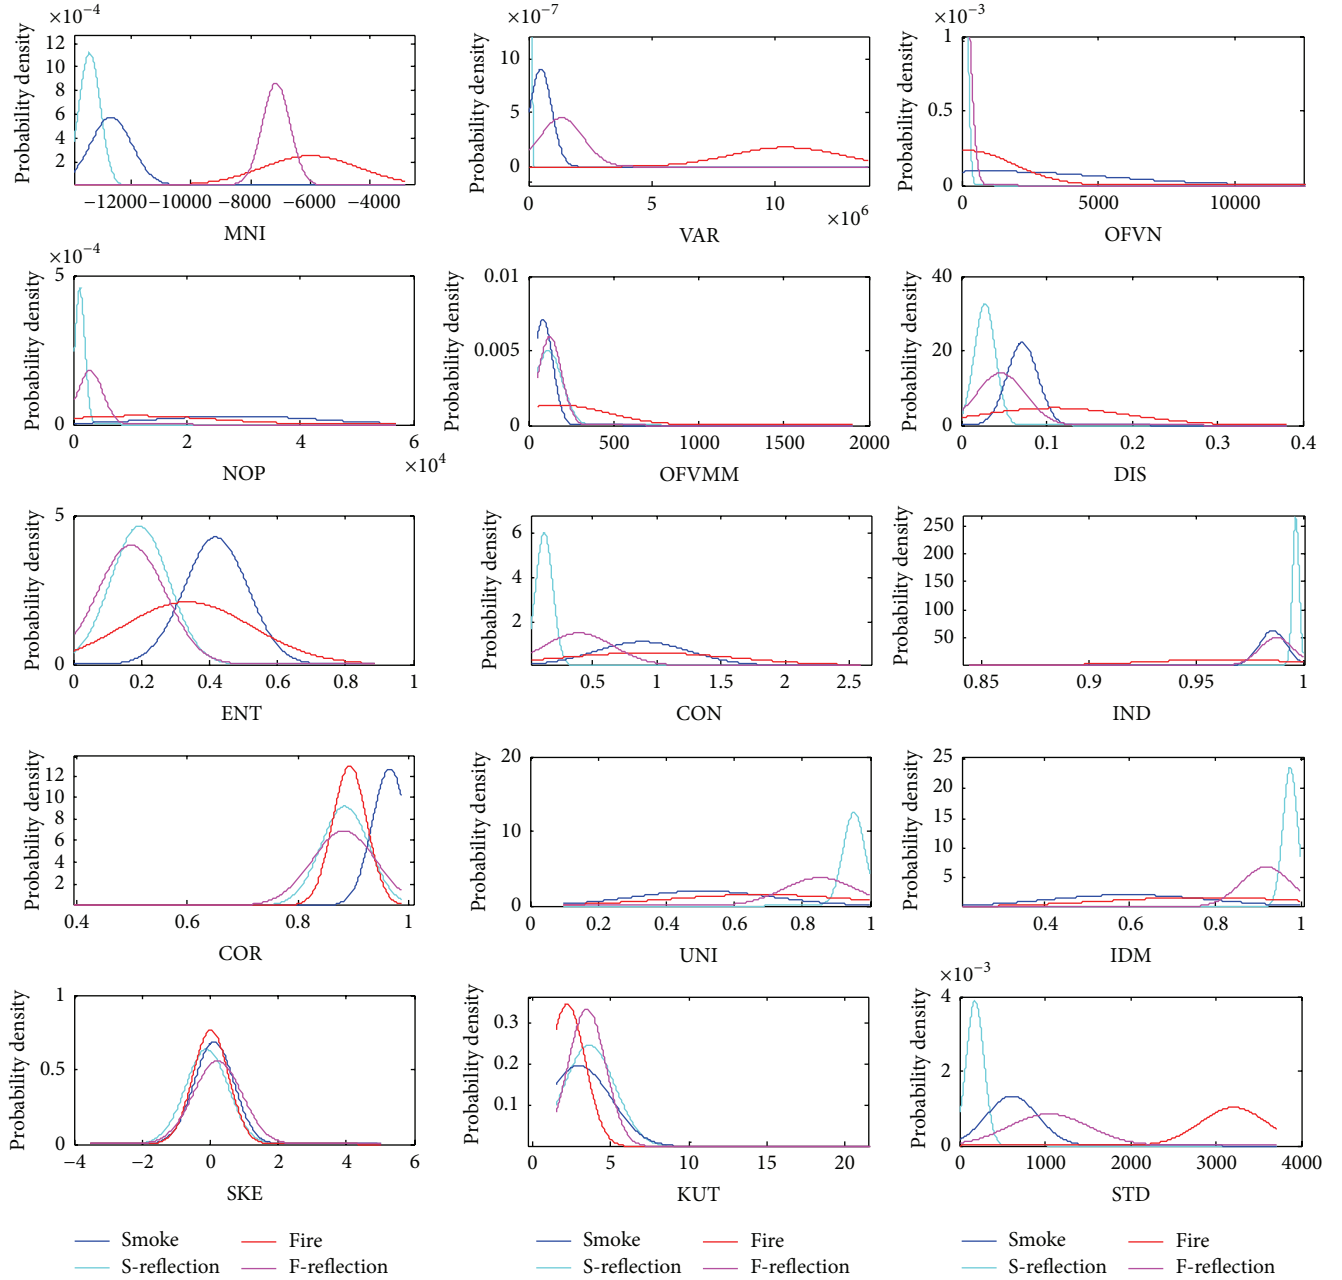 ×10−4
Probability density
12
10
8
6
4
2
−12000 −10000 −8000 −6000 −4000
MNI
×10−7
Probability density
10
5
0
0 5 10
×10^6
VAR
×10−3
Probability density
1
0.5
0
0 5000 10000
OFVN
×10−4
Probability density
5
0
0 2 4 6
×10^4
NOP
Probability density
0.01
0.005
0
0 500 1000 1500 2000
OFVMM
Probability density
40
20
0
0 0.1 0.2 0.3 0.4
DIS
Probability density
5
0
0 0.2 0.4 0.6 0.8 1
ENT
Probability density
6
4
2
0.5 1 1.5 2 2.5
CON
Probability density
250
200
150
100
50
0.85 0.9 0.95 1
IND
Probability density
12
10
8
6
4
2
0.4 0.6 0.8 1
COR
Probability density
20
10
0
0 0.2 0.4 0.6 0.8 1
UNI
Probability density
25
20
15
10
5
0.4 0.6 0.8 1
IDM
Probability density
1
0.5
0
−4 −2 0 2 4 6
SKE
Probability density
0.3
0.2
0.1
0 5 10 15 20
KUT
×10−3
Probability density
4
2
0
0 1000 2000 3000 4000
STD
Smoke Fire
S-reflection F-reflection
Smoke Fire
S-reflection F-reflection
Smoke Fire
S-reflection F-reflection